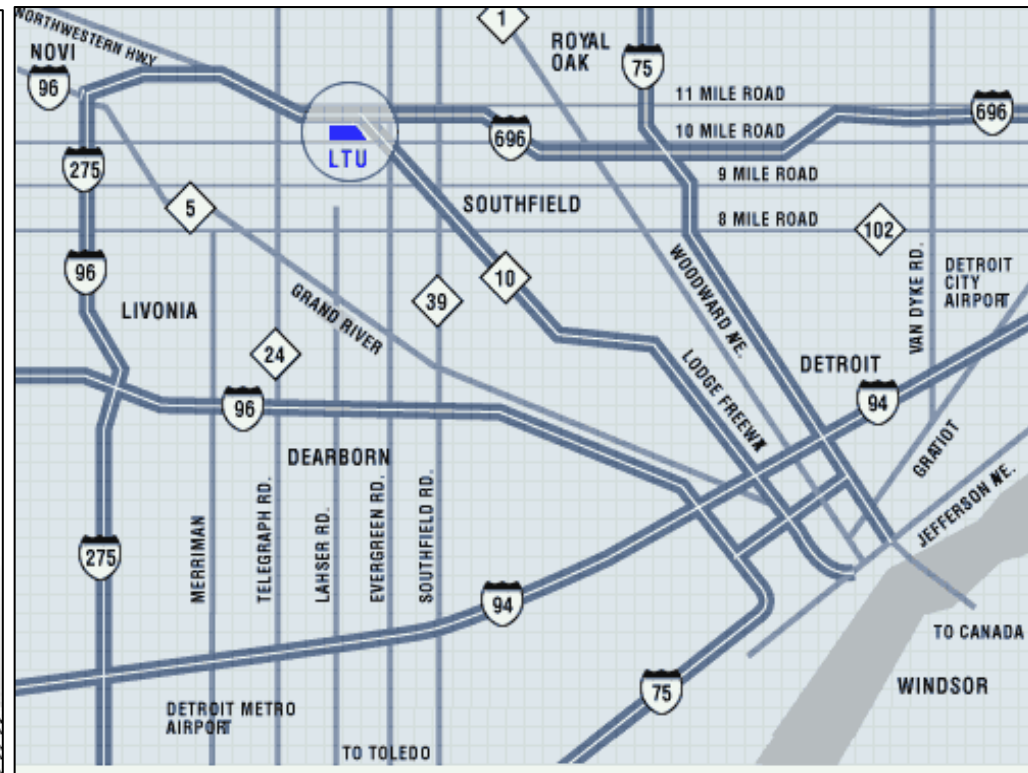 NORTHWESTERN HWY
NOVI
96
1
ROYAL
OAK
75
11 MILE ROAD
696
10 MILE ROAD
696
LTU
275
9 MILE ROAD
5
SOUTHFIELD
8 MILE ROAD
102
96
10
WOODWARD AVE.
VAN DYKE RD.
DETROIT
CITY
AIRPORT
LIVONIA
GRAND RIVER
39
24
LODGE FREEWAY
DETROIT
94
96
DEARBORN
GRATIOT
JEFFERSON AVE.
MERRIMAN
TELEGRAPH RD.
LAHSER RD.
EVERGREEN RD.
SOUTHFIELD RD.
275
94
TO CANADA
75
WINDSOR
DETROIT METRO
AIRPORT
TO TOLEDO